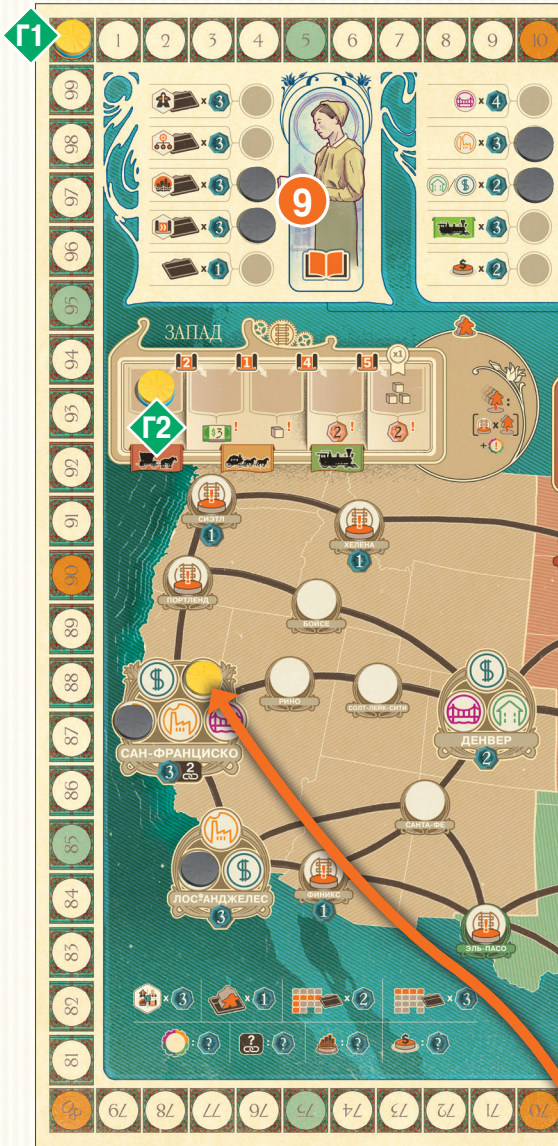 Г1
1 2 3 4 5 6 7 8 9 10
99
98
97
96
95
94
93
92
91
90
89
88
87
86
85
84
83
82
81
80
x 3
x 3
x 3
x 3
x 1
9
x 4
x 3
/ $ x 2
x 3
x 2
ЗАПАД
2 1 4 5 x1
$3 ! ! 2 ! 2 !
Г2
:
[ x ]
+ !
СИЭТЛ
1
ХЕЛЕНА
1
ПОРТЛЕНД
БОЙСЕ
$
РИНО
СОЛТ-ЛЕЙК-СИТИ
$
ДЕНВЕР
2
САН-ФРАНЦИСКО
3 2
САНТА-ФЕ
$
ЛОС-АНДЖЕЛЕС
3
ФИНИКС
1
ЭЛЬ-ПАСО
x 3 x 1 x 2 x 3
: ? ? : ? : ? $ : ?
79 78 77 76 75 74 73 72 71 70